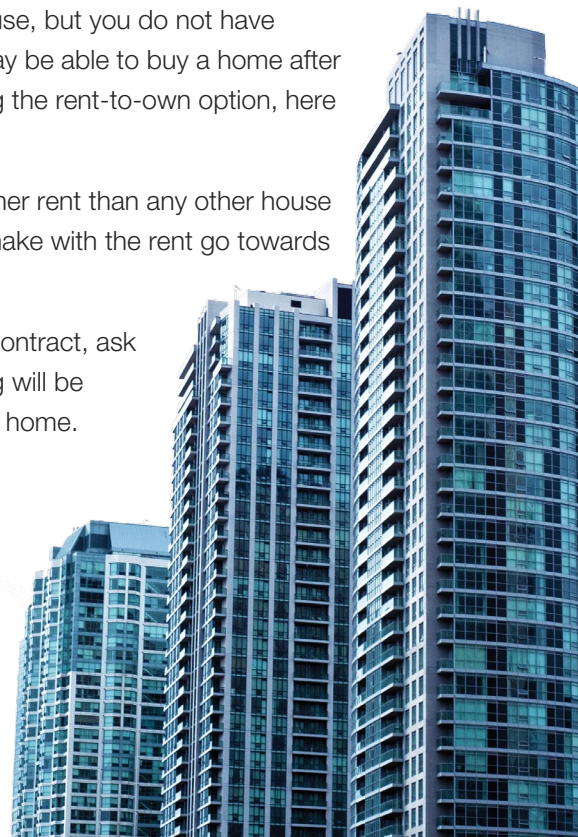 use, but you do not have
ay be able to buy a home after
g the rent-to-own option, here
her rent than any other house
make with the rent go towards
ontract, ask
g will be
home.